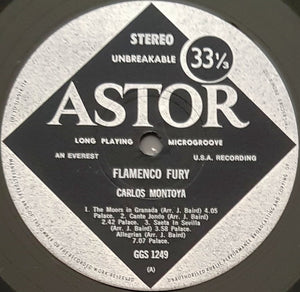 STEREO
UNBREAKABLE
33⅓
ASTOR
LONG PLAYING MICROGROOVE
AN EVEREST U.S.A. RECORDING
FLAMENCO FURY
CARLOS MONTOYA
1. The Moors in Granada (Arr. J. Baird) 4.05
Palace. 2. Cante Jondo (Arr. J. Baird)
2.42 Palace. 3. Saeta In Sevilla
(Arr. J. Baird) 3.58 Palace.
Alegrias (Arr. J. Baird)
7.07 Palace.
GGS 1249
(A)